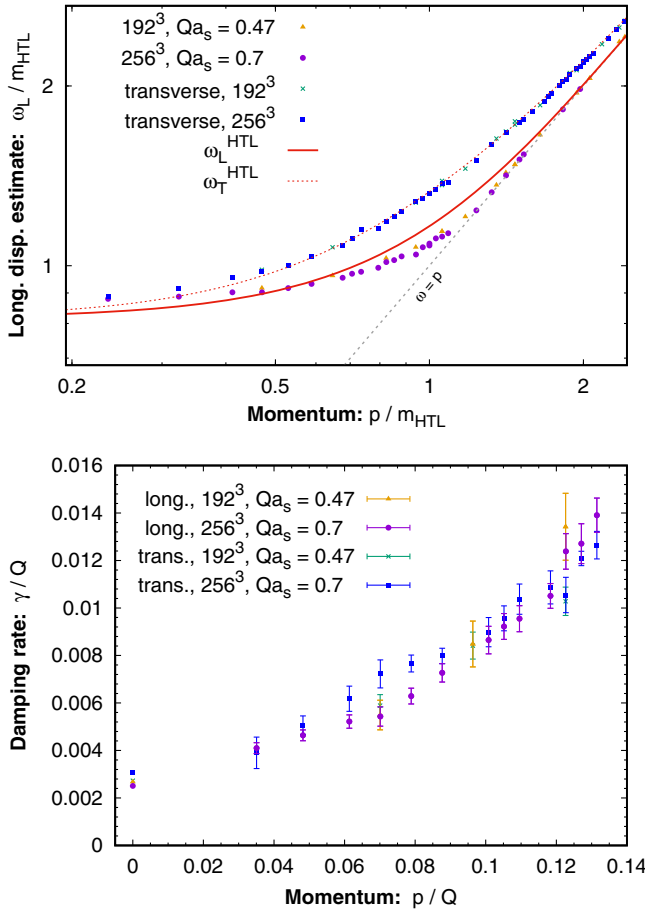 192³, Qaₛ = 0.47
256³, Qaₛ = 0.7
transverse, 192³
transverse, 256³
ω_L^HTL
ω_T^HTL
Long. disp. estimate: ω_L / m_HTL
2
1
ω = p
0.2
0.5
1
2
Momentum: p / m_HTL
0.016
0.014
0.012
0.01
0.008
0.006
0.004
0.002
0
long., 192³, Qaₛ = 0.47
long., 256³, Qaₛ = 0.7
trans., 192³, Qaₛ = 0.47
trans., 256³, Qaₛ = 0.7
Damping rate: γ / Q
0
0.02
0.04
0.06
0.08
0.1
0.12
0.14
Momentum: p / Q